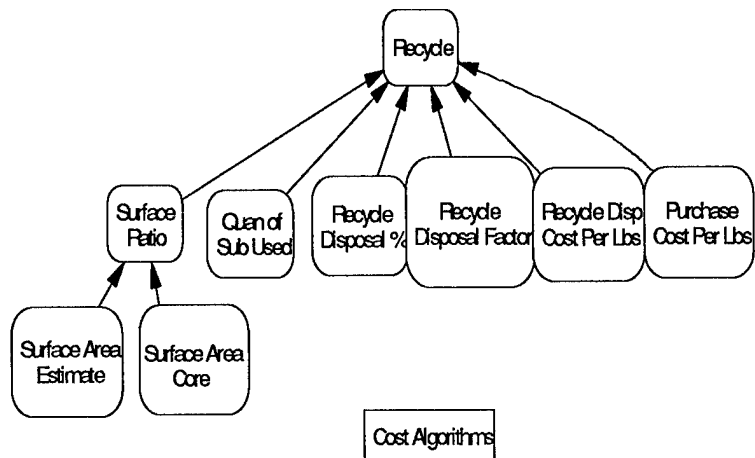 Recycle
Surface
Ratio
Quan of
Sub Used
Recycle
Disposal %
Recycle
Disposal Factor
Recycle Disp
Cost Per Lbs
Purchase
Cost Per Lbs
Surface Area
Estimate
Surface Area
Core
Cost Algorithms